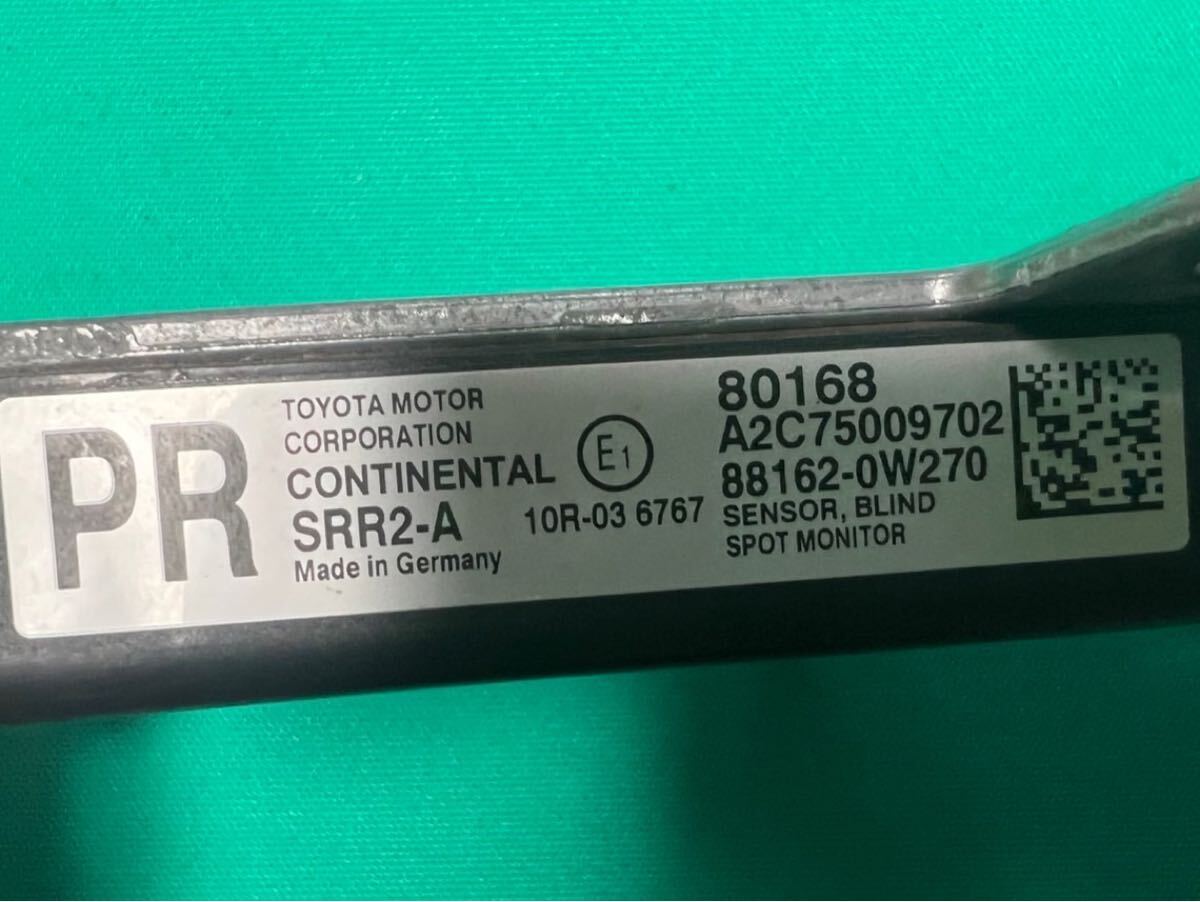 PR
TOYOTA MOTOR
CORPORATION
CONTINENTAL
SRR2-A
Made in Germany
E1
10R-03 6767
80168
A2C75009702
88162-0W270
SENSOR, BLIND
SPOT MONITOR